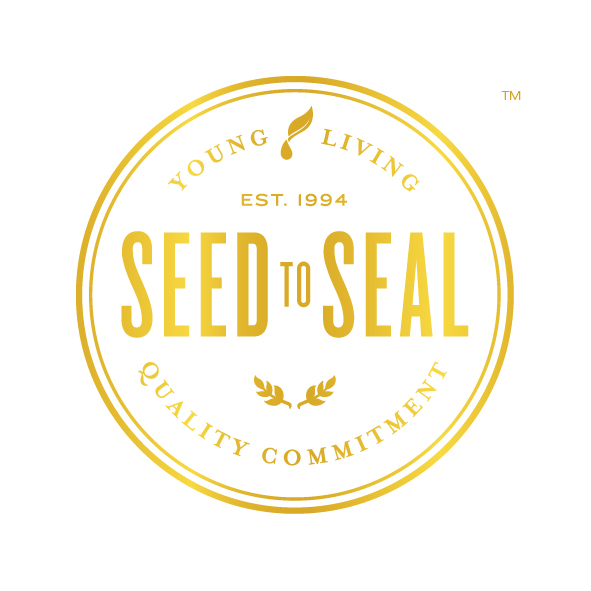 YOUNG LIVING
™
EST. 1994
SEED TO SEAL
QUALITY COMMITMENT